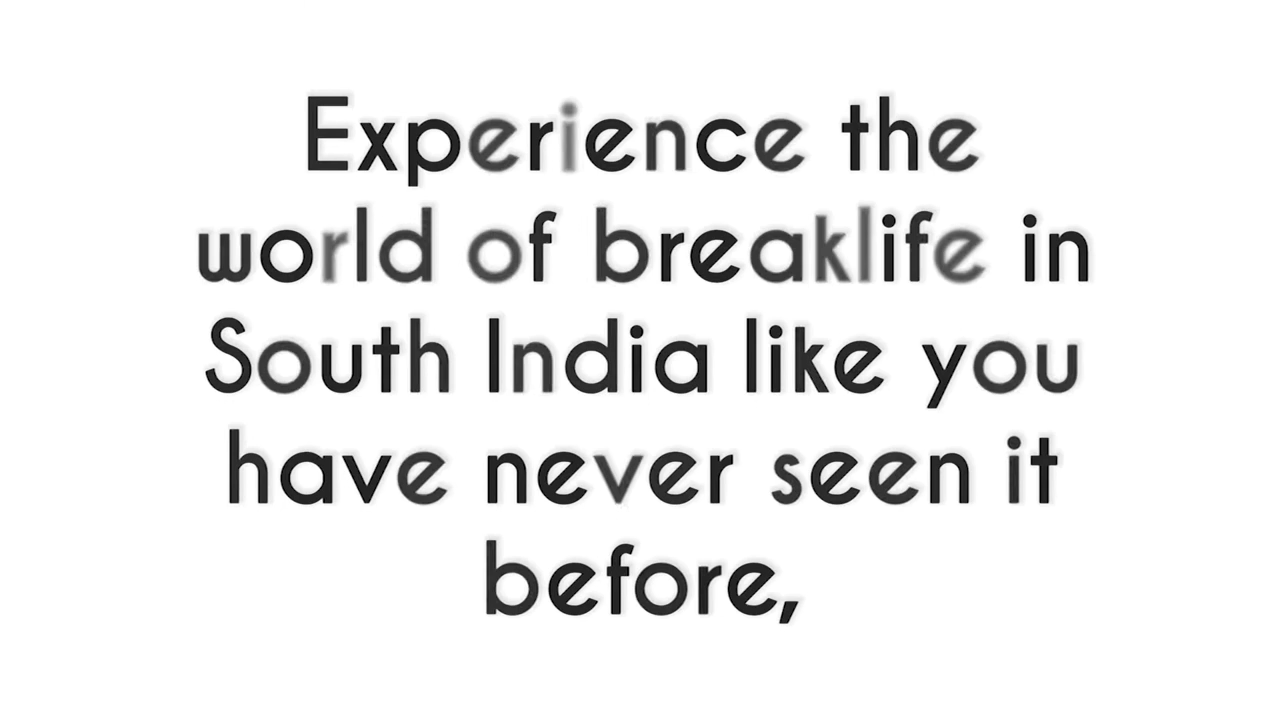 Experience the
world of breaklife in
South India like you
have never seen it
before,